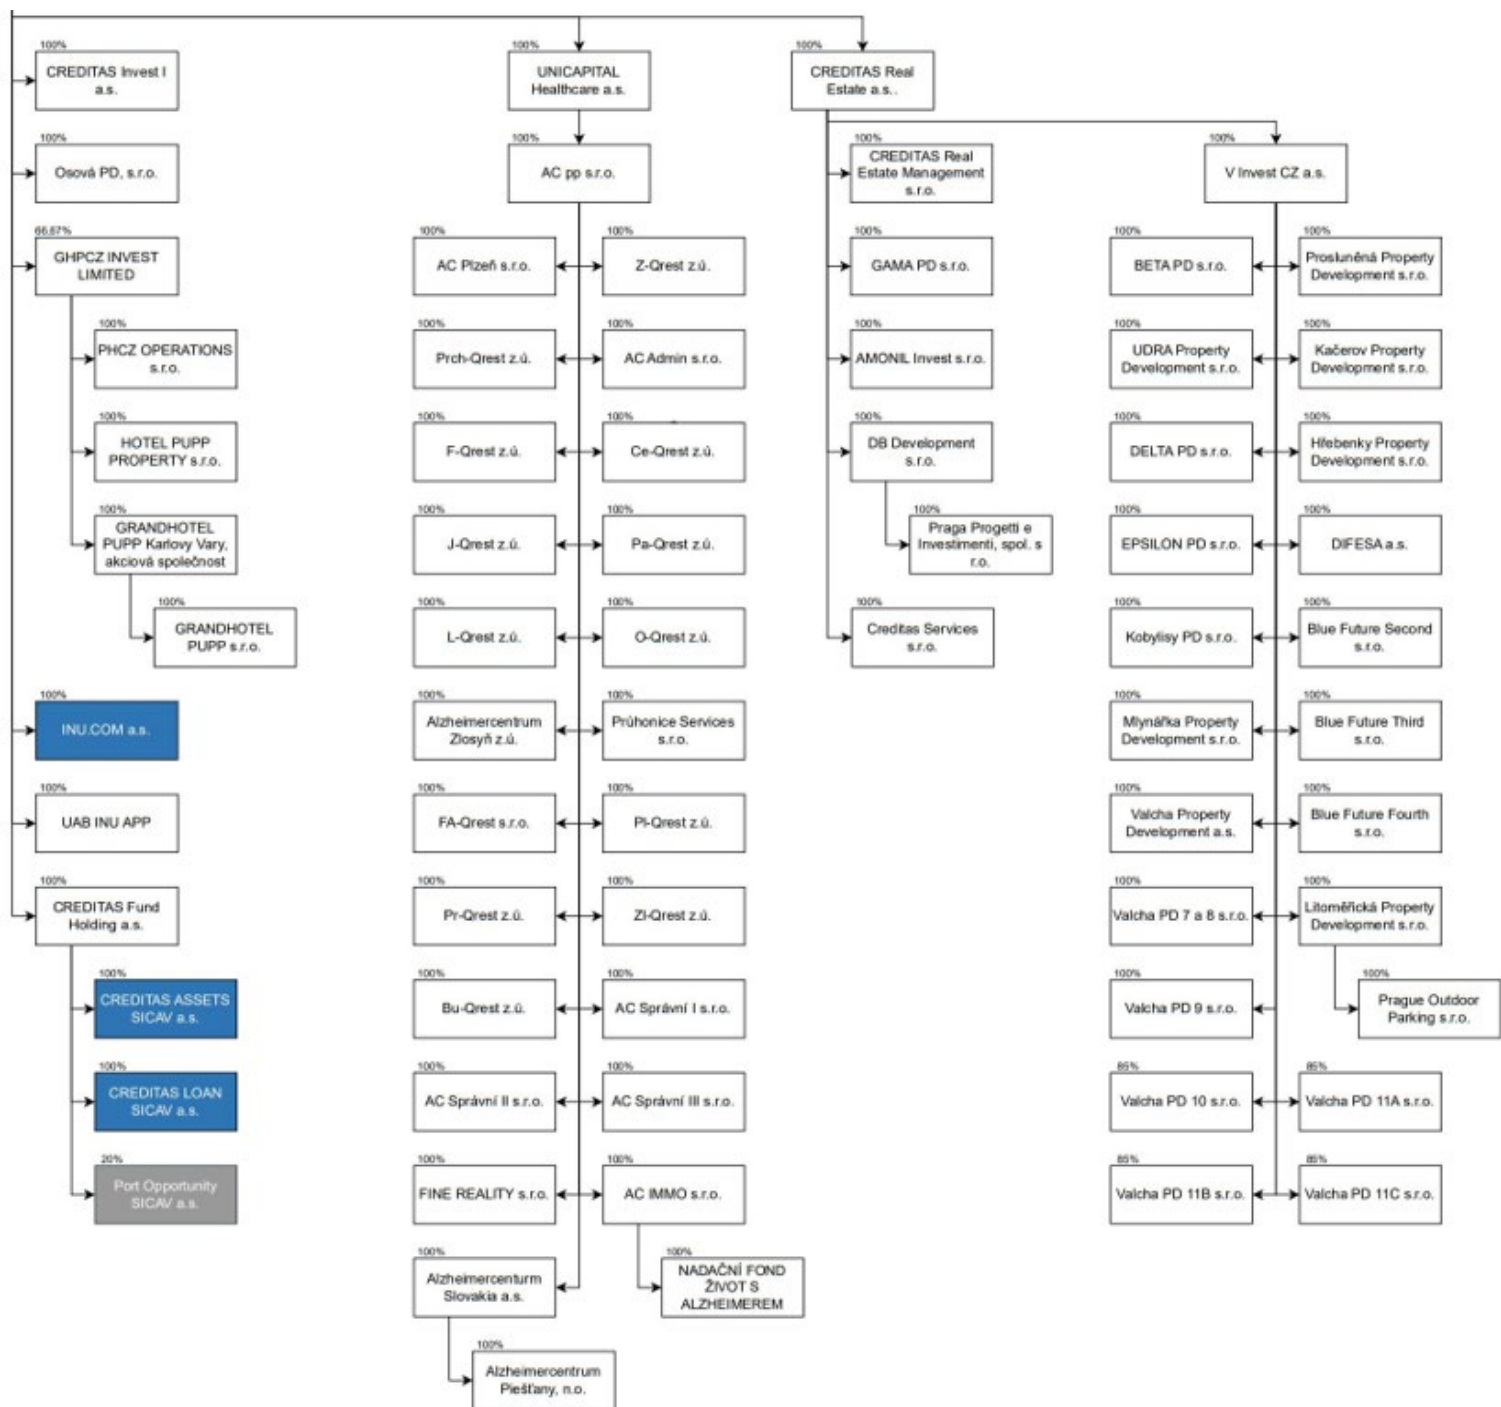 100%
CREDITAS Invest I
a.s.
100%
UNICAPITAL
Healthcare a.s.
100%
CREDITAS Real
Estate a.s..
100%
Osová PD, s.r.o.
100%
AC pp s.r.o.
100%
CREDITAS Real
Estate Management
s.r.o.
100%
V Invest CZ a.s.
66,67%
GHPCZ INVEST
LIMITED
100%
AC Plzeň s.r.o.
100%
Z-Qrest z.ú.
100%
GAMA PD s.r.o.
100%
BETA PD s.r.o.
100%
Prosluněná Property
Development s.r.o.
100%
PHCZ OPERATIONS
s.r.o.
100%
Prch-Qrest z.ú.
100%
AC Admin s.r.o.
100%
AMONIL Invest s.r.o.
100%
UDRA Property
Development s.r.o.
100%
Kačerov Property
Development s.r.o.
100%
HOTEL PUPP
PROPERTY s.r.o.
100%
F-Qrest z.ú.
100%
Ce-Qrest z.ú.
100%
DB Development
s.r.o.
100%
DELTA PD s.r.o.
100%
Hřebenky Property
Development s.r.o.
100%
GRANDHOTEL
PUPP Karlovy Vary,
akciová společnost
100%
J-Qrest z.ú.
100%
Pa-Qrest z.ú.
100%
Praga Progetti e
Investimenti, spol. s
r.o.
100%
EPSILON PD s.r.o.
100%
DIFESA a.s.
100%
GRANDHOTEL
PUPP s.r.o.
100%
L-Qrest z.ú.
100%
O-Qrest z.ú.
100%
Creditas Services
s.r.o.
100%
Kobylisy PD s.r.o.
100%
Blue Future Second
s.r.o.
100%
INU.COM a.s.
100%
Alzheimercentrum
Zlosyň z.ú.
100%
Průhonice Services
s.r.o.
100%
Mlynářka Property
Development s.r.o.
100%
Blue Future Third
s.r.o.
100%
UAB INU APP
100%
FA-Qrest s.r.o.
100%
Pl-Qrest z.ú.
100%
Valcha Property
Development a.s.
100%
Blue Future Fourth
s.r.o.
100%
CREDITAS Fund
Holding a.s.
100%
Pr-Qrest z.ú.
100%
Zl-Qrest z.ú.
100%
Valcha PD 7 a 8 s.r.o.
100%
Litoměřická Property
Development s.r.o.
100%
CREDITAS ASSETS
SICAV a.s.
100%
Bu-Qrest z.ú.
100%
AC Správní I s.r.o.
100%
Valcha PD 9 s.r.o.
100%
Prague Outdoor
Parking s.r.o.
100%
CREDITAS LOAN
SICAV a.s.
100%
AC Správní II s.r.o.
100%
AC Správní III s.r.o.
85%
Valcha PD 10 s.r.o.
85%
Valcha PD 11A s.r.o.
20%
Port Opportunity
SICAV a.s.
100%
FINE REALITY s.r.o.
100%
AC IMMO s.r.o.
85%
Valcha PD 11B s.r.o.
85%
Valcha PD 11C s.r.o.
100%
Alzheimercenturm
Slovakia a.s.
100%
NADAČNÍ FOND
ŽIVOT S
ALZHEIMEREM
100%
Alzheimercentrum
Piešťany, n.o.